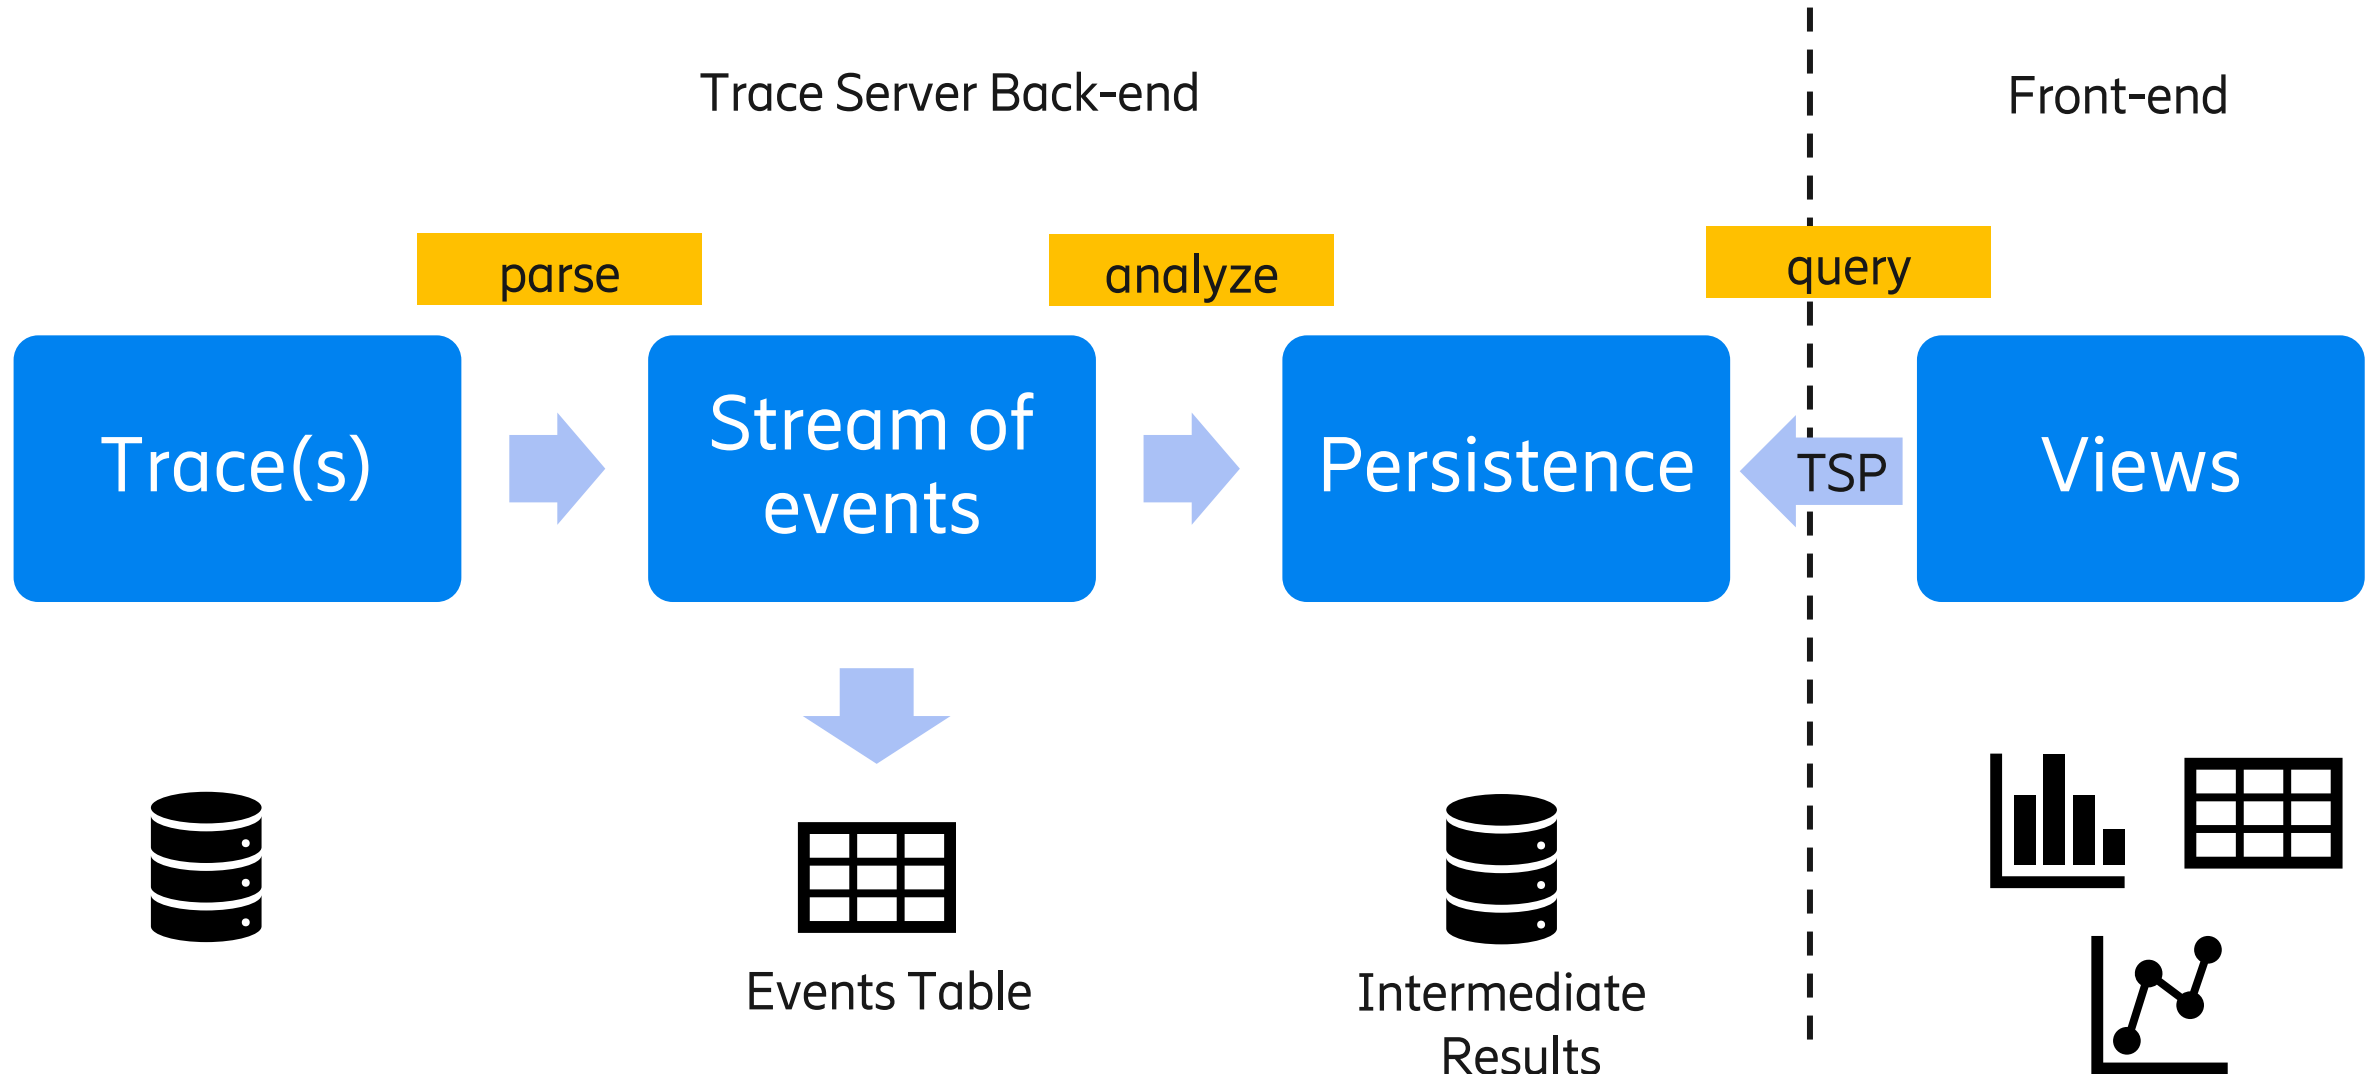 Trace Server Back-end
Front-end
parse
analyze
query
Trace(s)
Stream of
events
Persistence
TSP
Views
Events Table
Intermediate
Results